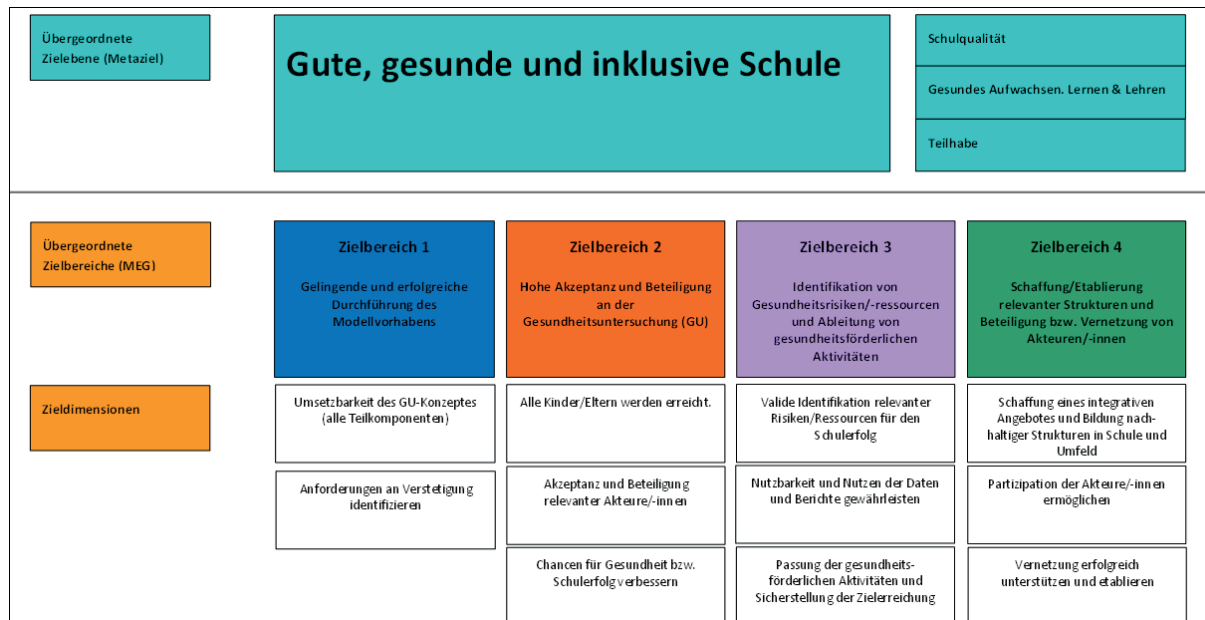 Übergeordnete
Zielebene (Metaziel)
Gute, gesunde und inklusive Schule
Schulqualität
Gesundes Aufwachsen. Lernen & Lehren
Teilhabe
Übergeordnete
Zielbereiche (MEG)
Zielbereich 1
Gelingende und erfolgreiche
Durchführung des
Modellvorhabens
Zielbereich 2
Hohe Akzeptanz und Beteiligung
an der
Gesundheitsuntersuchung (GU)
Zielbereich 3
Identifikation von
Gesundheitsrisiken/-ressourcen
und Ableitung von
gesundheitsförderlichen
Aktivitäten
Zielbereich 4
Schaffung/Etablierung
relevanter Strukturen und
Beteiligung bzw. Vernetzung von
Akteuren/-innen
Zieldimensionen
Umsetzbarkeit des GU-Konzeptes
(alle Teilkomponenten)
Alle Kinder/Eltern werden erreicht.
Valide Identifikation relevanter
Risiken/Ressourcen für den
Schulerfolg
Schaffung eines integrativen
Angebotes und Bildung nach-
haltiger Strukturen in Schule und
Umfeld
Anforderungen an Verstetigung
identifizieren
Akzeptanz und Beteiligung
relevanter Akteure/-innen
Nutzbarkeit und Nutzen der Daten
und Berichte gewährleisten
Partizipation der Akteure/-innen
ermöglichen
Chancen für Gesundheit bzw.
Schulerfolg verbessern
Passung der gesundheits-
förderlichen Aktivitäten und
Sicherstellung der Zielerreichung
Vernetzung erfolgreich
unterstützen und etablieren